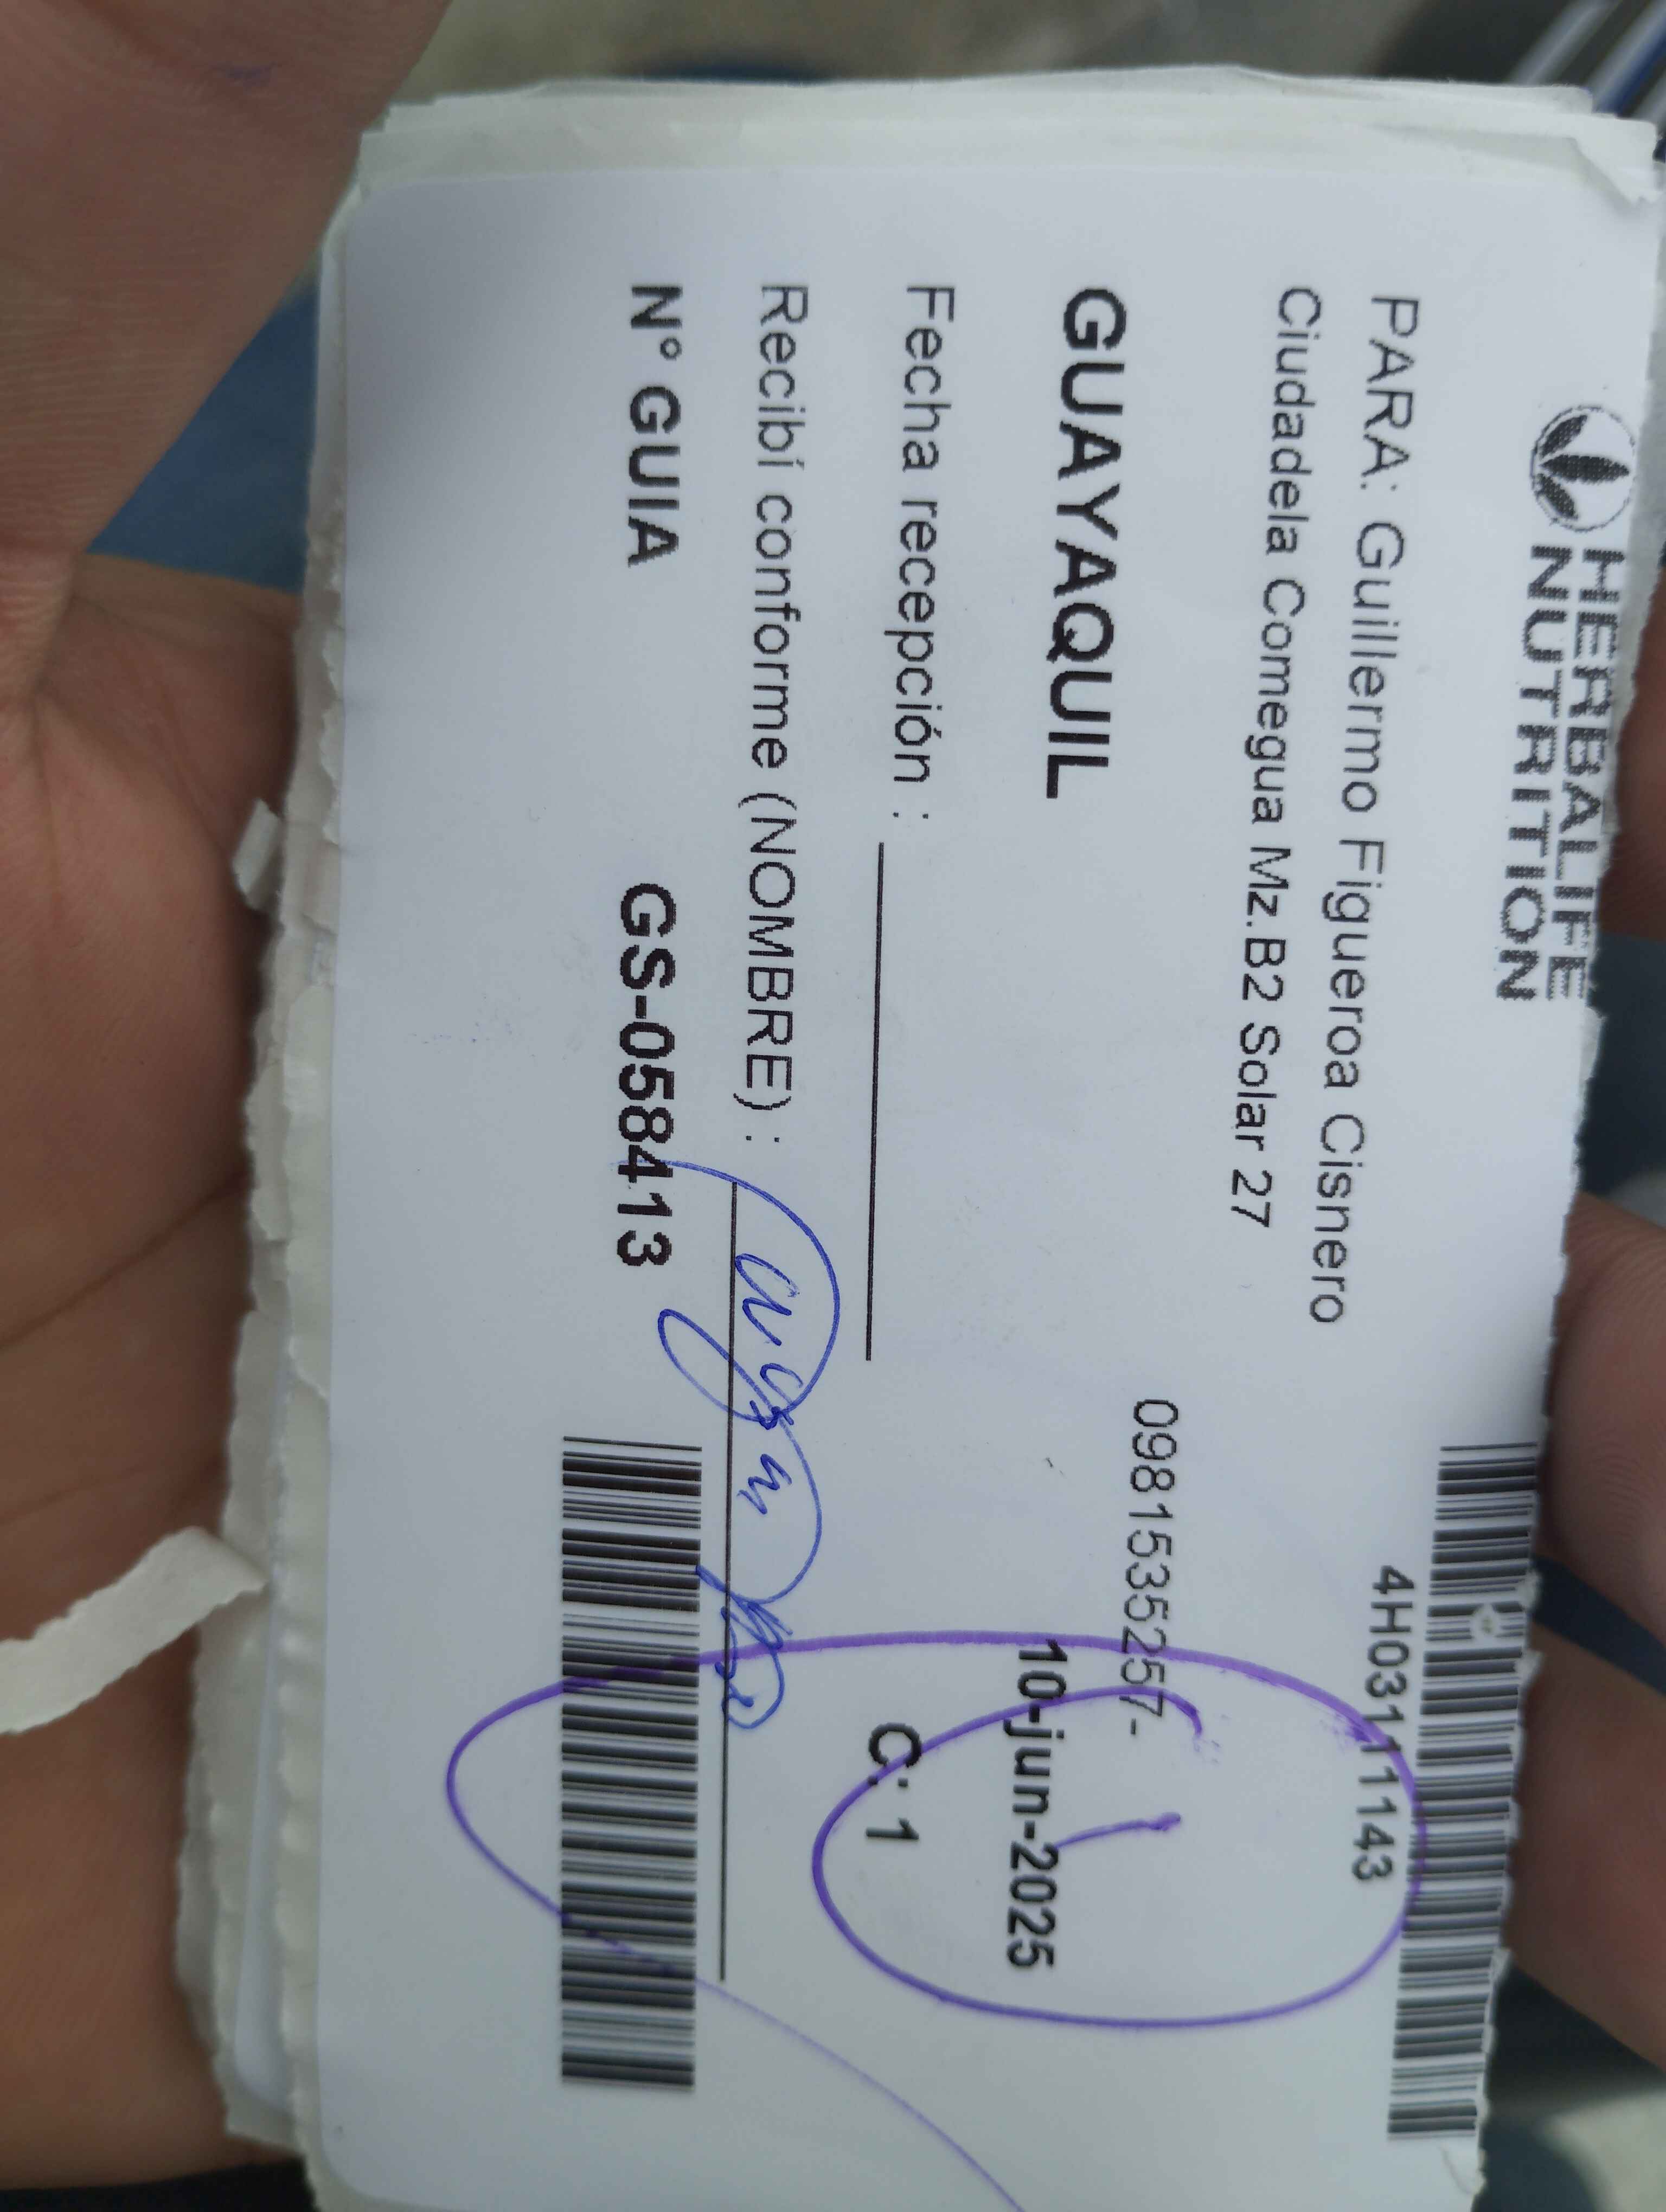 HERBALIFE
NUTRITION
4H03111143
PARA: Guillermo Figueroa Cisnero
Ciudadela Comegua Mz.B2 Solar 27
0981535257-
GUAYAQUIL
10-jun-2025
Fecha recepción :
C: 1
Recibí conforme (NOMBRE) :
N° GUIA GS-058413